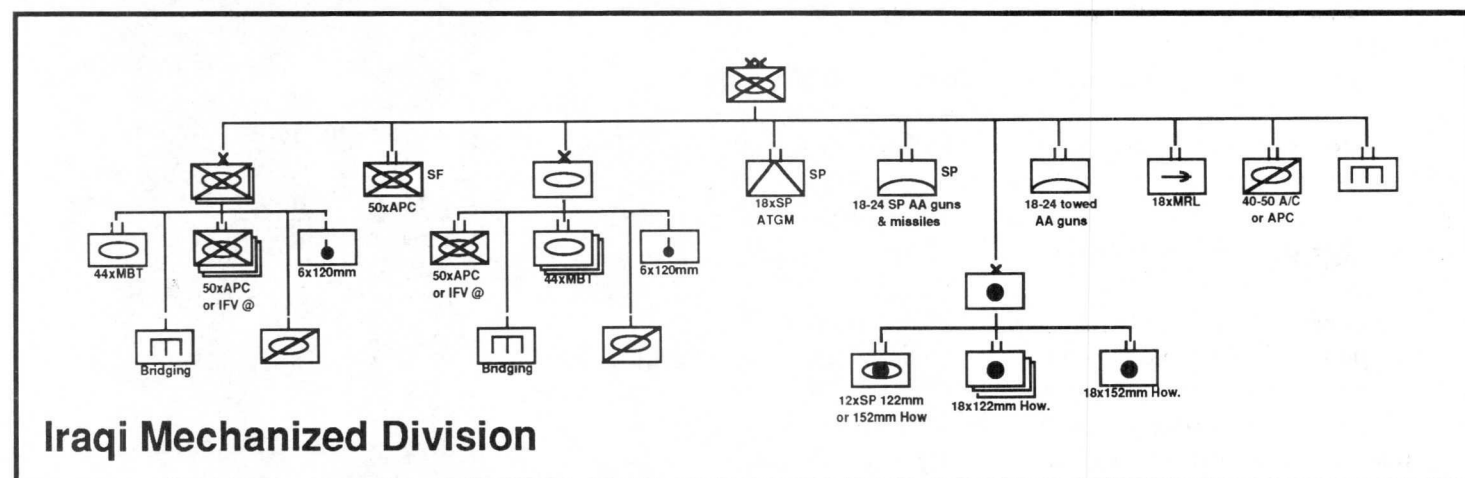 SF
50xAPC
SP
18xSP
ATGM
SP
18-24 SP AA guns
& missiles
18-24 towed
AA guns
18xMRL
40-50 A/C
or APC
44xMBT
50xAPC
or IFV @
6x120mm
50xAPC
or IFV @
44xMBT
6x120mm
Bridging
Bridging
12xSP 122mm
or 152mm How
18x122mm How.
18x152mm How.
Iraqi Mechanized Division